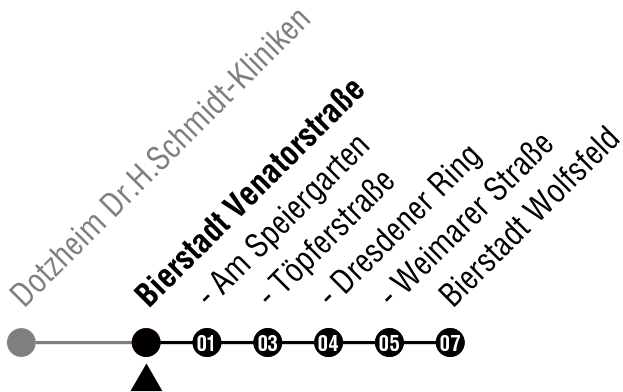 Dotzheim Dr.H.Schmidt-Kliniken
Bierstadt Venatorstraße
- Am Speiergarten
- Töpferstraße
- Dresdener Ring
- Weimarer Straße
Bierstadt Wolfsfeld
01 03 04 05 07